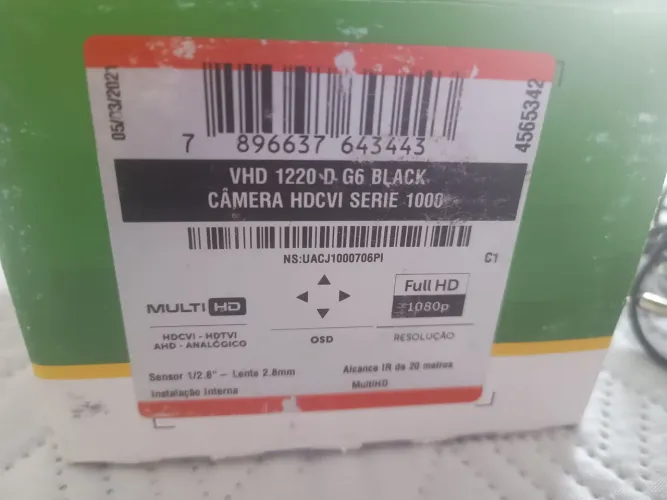 05/03/2021
4565342
7 896637 643443
VHD 1220 D G6 BLACK
CÂMERA HDCVI SERIE 1000
NS:UACJ1000706PI
C1
MULTI HD
HDCVI - HDTVI
AHD - ANALÓGICO
OSD
Full HD
1080p
RESOLUÇÃO
Sensor 1/2.8" - Lente 2.8mm
Alcance IR de 20 metros
Instalação Interna
MultiHD